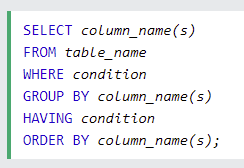 SELECT column_name(s)
FROM table_name
WHERE condition
GROUP BY column_name(s)
HAVING condition
ORDER BY column_name(s);